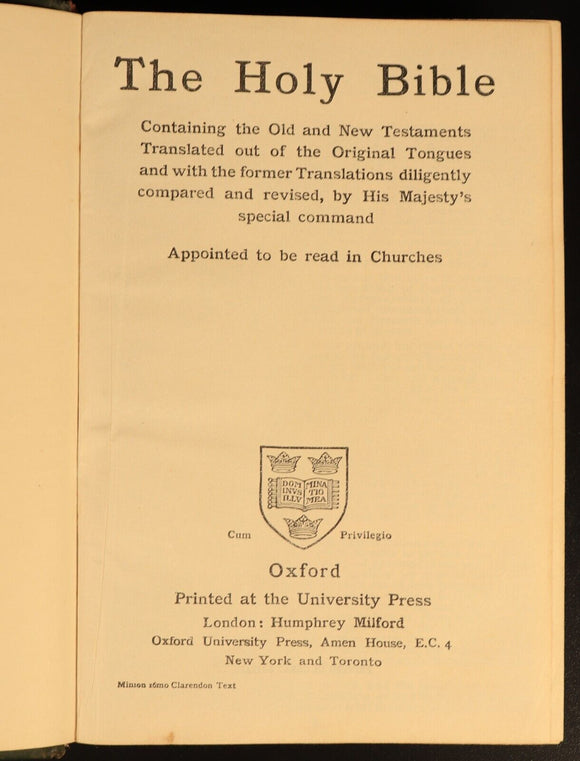 The Holy Bible
Containing the Old and New Testaments
Translated out of the Original Tongues
and with the former Translations diligently
compared and revised, by His Majesty's
special command
Appointed to be read in Churches
DOM MINA
INVS TIO
ILLV MEA
Cum Privilegio
Oxford
Printed at the University Press
London: Humphrey Milford
Oxford University Press, Amen House, E.C. 4
New York and Toronto
Minion 16mo Clarendon Text